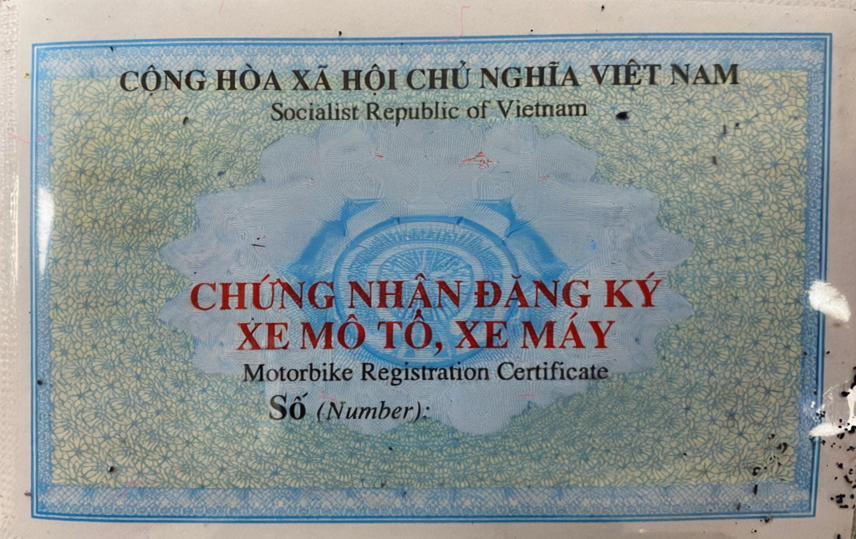 CỘNG HÒA XÃ HỘI CHỦ NGHĨA VIỆT NAM
Socialist Republic of Vietnam
CHỨNG NHẬN ĐĂNG KÝ
XE MÔ TÔ, XE MÁY
Motorbike Registration Certificate
Số (Number):